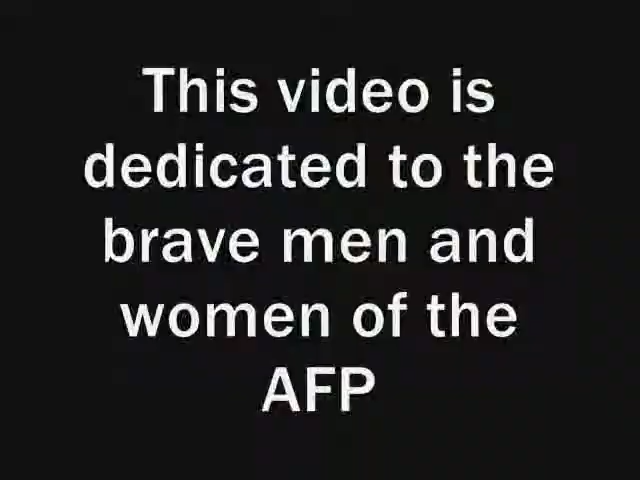 This video is
dedicated to the
brave men and
women of the
AFP